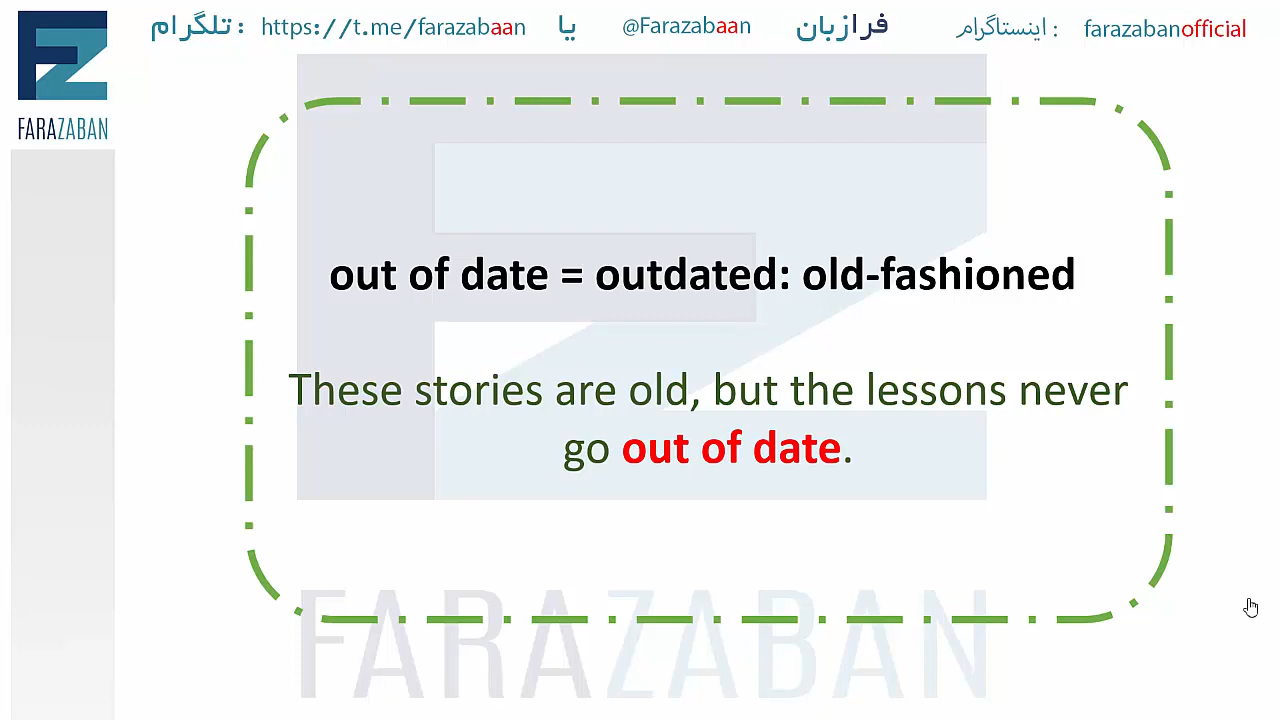 تلگرام : https://t.me/farazabaan یا @Farazabaan فرازبان اینستاگرام : farazabanofficial
FZ
FARAZABAN
out of date = outdated: old-fashioned
These stories are old, but the lessons never
go out of date.
FARAZABAN